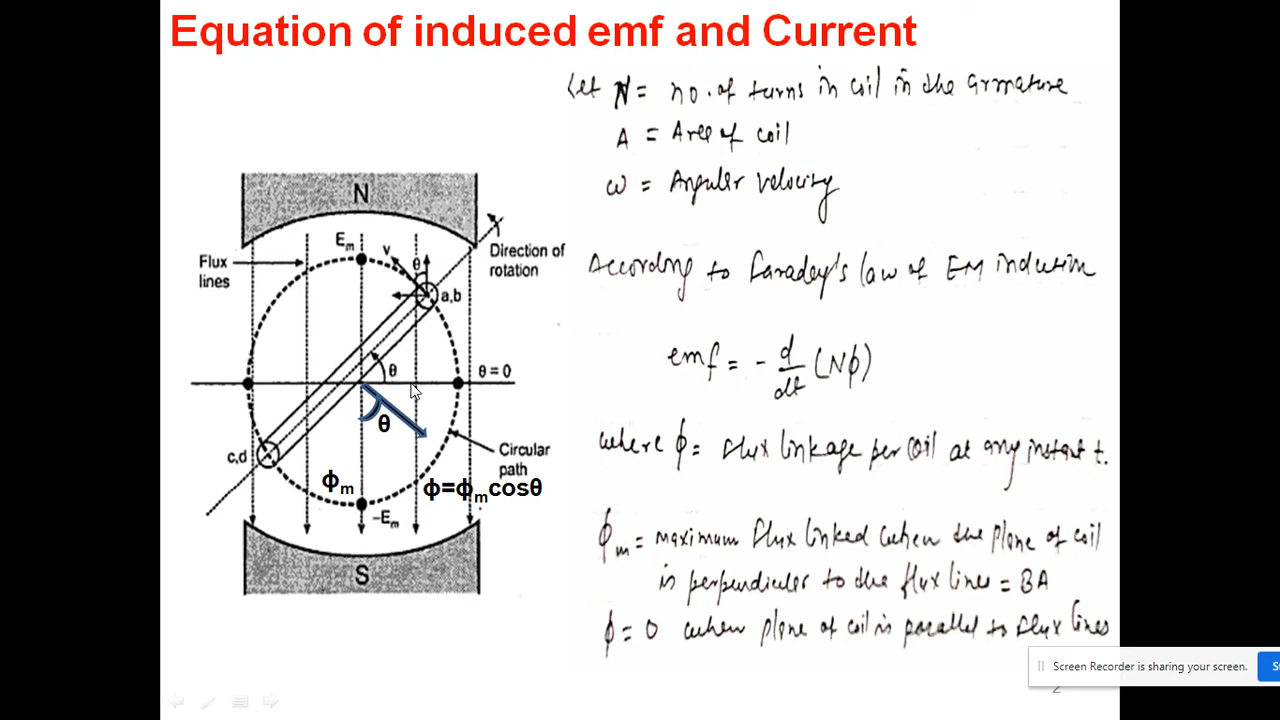 Equation of induced emf and Current
Let N = no. of turns in coil in the armature
A = Area of coil
ω = Angular velocity
According to Faraday's law of EM induction
emf = - d/dt (Nϕ)
where ϕ = flux linkage per coil at any instant t.
ϕm = maximum flux linked when the plane of coil
is perpendicular to the flux lines = BA
ϕ = 0 when plane of coil is parallel to flux lines
N
Em
v
θ
Flux
lines
Direction of
rotation
a,b
θ
θ = 0
θ
c,d
Circular
path
ϕm
ϕ=ϕmcosθ
–Em
S
Screen Recorder is sharing your screen.
2